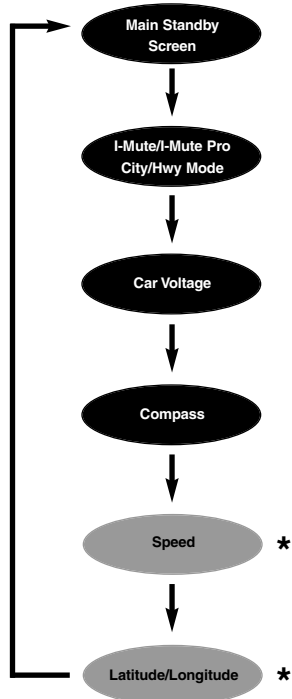 Main Standby
Screen
I-Mute/I-Mute Pro
City/Hwy Mode
Car Voltage
Compass
Speed *
Latitude/Longitude *